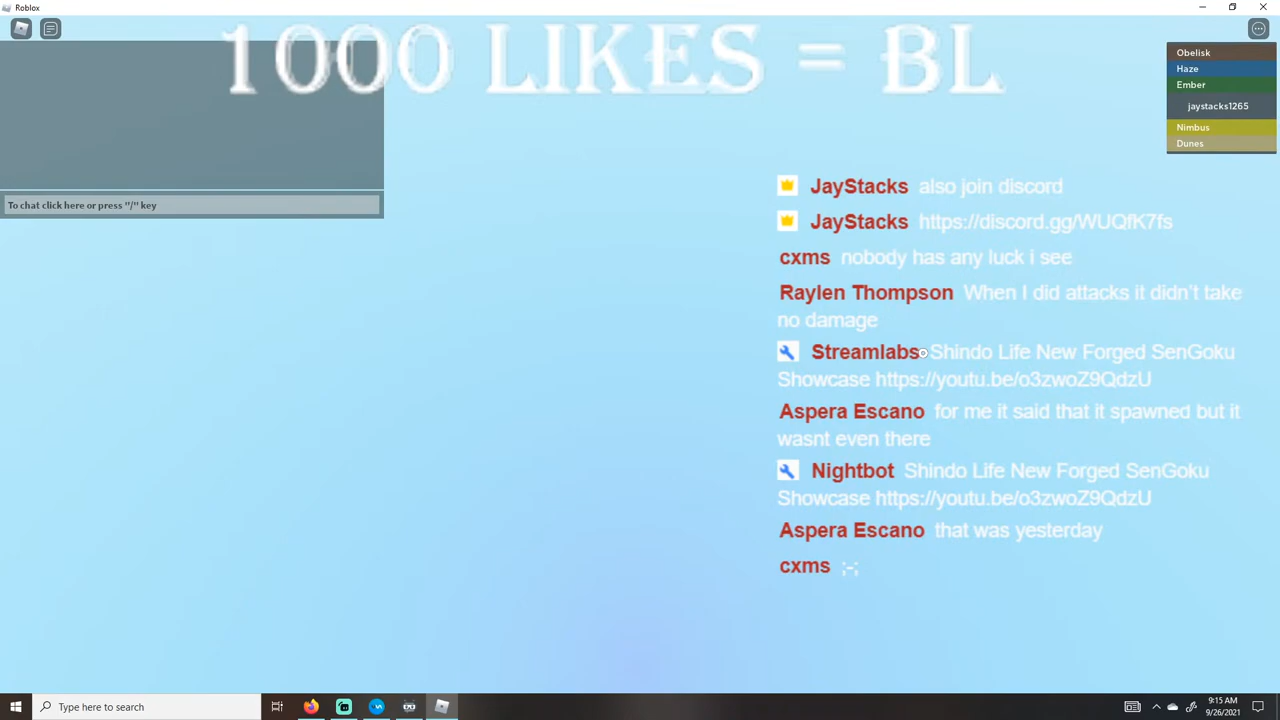 Roblox
1000 LIKES = BL
To chat click here or press "/" key
Obelisk
Haze
Ember
jaystacks1265
Nimbus
Dunes
JayStacks also join discord
JayStacks https://discord.gg/WUQfK7fs
cxms nobody has any luck i see
Raylen Thompson When I did attacks it didn't take
no damage
Streamlabs Shindo Life New Forged SenGoku
Showcase https://youtu.be/o3zwoZ9QdzU
Aspera Escano for me it said that it spawned but it
wasnt even there
Nightbot Shindo Life New Forged SenGoku
Showcase https://youtu.be/o3zwoZ9QdzU
Aspera Escano that was yesterday
cxms ;-;
Type here to search
9:15 AM
9/26/2021